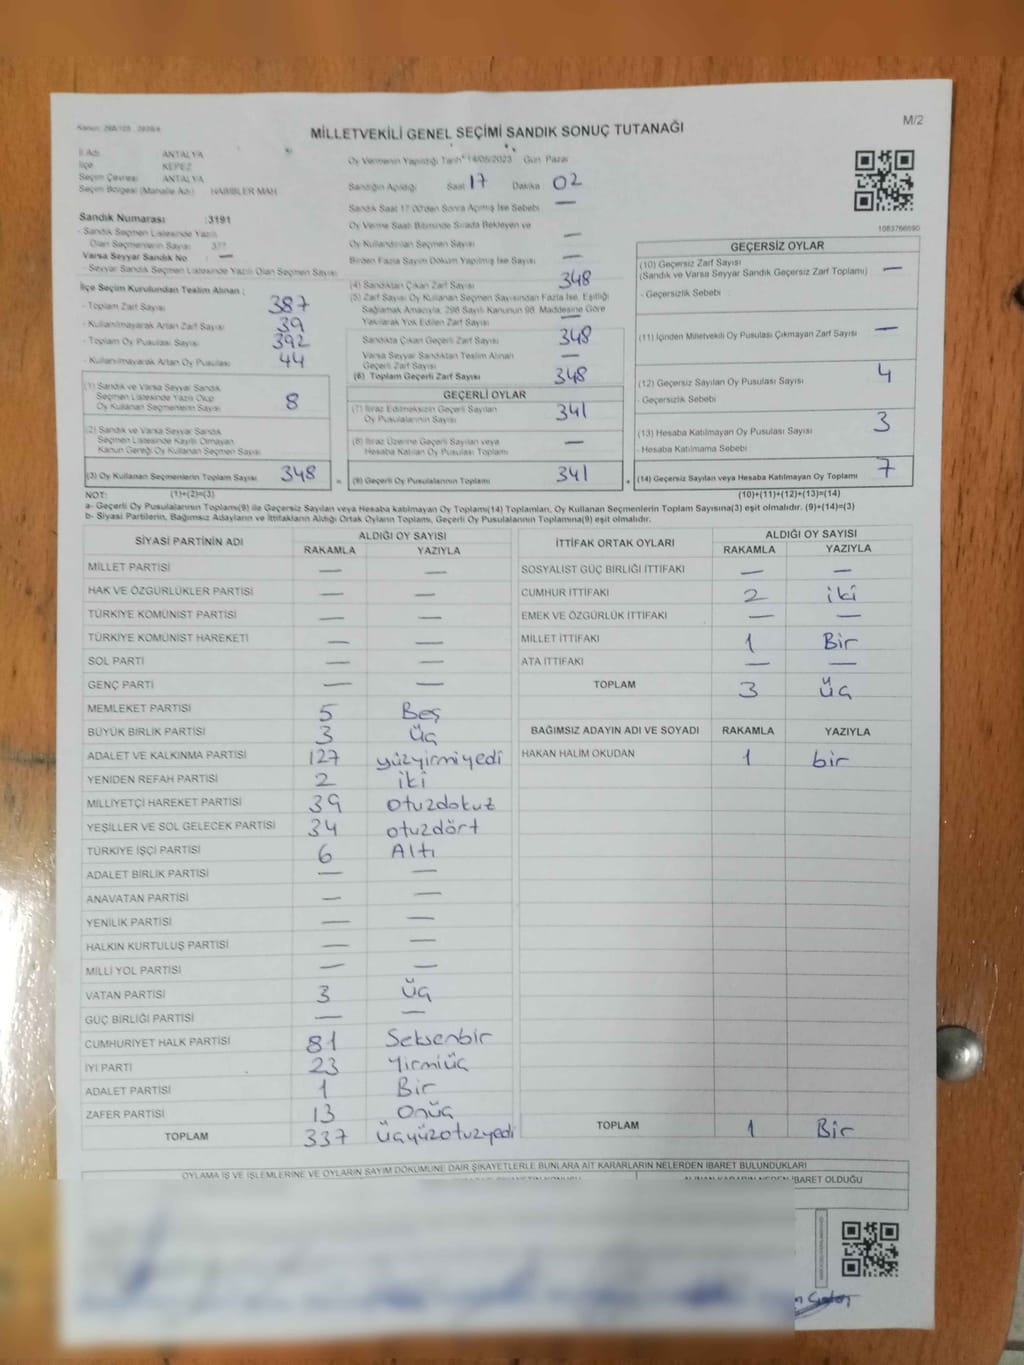 M/2
MİLLETVEKİLİ GENEL SEÇİMİ SANDIK SONUÇ TUTANAĞI
İl Adı : ANTALYA
İlçe : KEPEZ
Seçim Çevresi : ANTALYA
Seçim Bölgesi (Mahalle Adı) : HABİBLER MAH
Sandık Numarası : 3191
- Sandık Seçmen Listesinde Yazılı
Olan Seçmenlerin Sayısı
Varsa Seyyar Sandık No : —
- Seyyar Sandık Seçmen Listesinde Yazılı Olan Seçmen Sayısı
İlçe Seçim Kurulundan Teslim Alınan :
- Toplam Zarf Sayısı 387
- Kullanılmayarak Artan Zarf Sayısı 39
- Toplam Oy Pusulası Sayısı 392
- Kullanılmayarak Artan Oy Pusulası 44
(1) Sandık ve Varsa Seyyar Sandık
Seçmen Listesinde Yazılı Olup
Oy Kullanan Seçmenlerin Sayısı 8
(2) Sandık ve Varsa Seyyar Sandık
Seçmen Listesinde Kayıtlı Olmayan
Kanun Gereği Oy Kullanan Seçmen Sayısı
(3) Oy Kullanan Seçmenlerin Toplam Sayısı 348
Oy Vermenin Yapıldığı Tarih 14/05/2023 Gün Pazar
Sandığın Açıldığı Saat 17 Dakika 02
Sandık Saat 17:00'den Sonra Açılmış İse Sebebi —
Oy Verme Saati Bitiminde Sırada Bekleyen ve
Oy Kullandırılan Seçmen Sayısı —
Birden Fazla Sayım Döküm Yapılmış İse Sayısı —
(4) Sandıktan Çıkan Zarf Sayısı 348
(5) Zarf Sayısı Oy Kullanan Seçmen Sayısından Fazla İse, Eşitliği
Sağlamak Amacıyla, 298 Sayılı Kanunun 98. Maddesine Göre
Yakılarak Yok Edilen Zarf Sayısı —
Sandıkta Çıkan Geçerli Zarf Sayısı 348
Varsa Seyyar Sandıktan Teslim Alınan
Geçerli Zarf Sayısı —
(6) Toplam Geçerli Zarf Sayısı 348
GEÇERLİ OYLAR
(7) İtiraz Edilmeksizin Geçerli Sayılan
Oy Pusulalarının Sayısı 341
(8) İtiraz Üzerine Geçerli Sayılan veya
Hesaba Katılan Oy Pusulası Toplamı —
(9) Geçerli Oy Pusulalarının Toplamı 341
1083766690
GEÇERSİZ OYLAR
(10) Geçersiz Zarf Sayısı
(Sandık ve Varsa Seyyar Sandık Geçersiz Zarf Toplamı) —
- Geçersizlik Sebebi :
(11) İçinden Milletvekili Oy Pusulası Çıkmayan Zarf Sayısı —
(12) Geçersiz Sayılan Oy Pusulası Sayısı 4
- Geçersizlik Sebebi
(13) Hesaba Katılmayan Oy Pusulası Sayısı 3
- Hesaba Katılmama Sebebi
(14) Geçersiz Sayılan veya Hesaba Katılmayan Oy Toplamı 7
NOT: (1)+(2)=(3) (10)+(11)+(12)+(13)=(14)
a- Geçerli Oy Pusulalarının Toplamı(9) ile Geçersiz Sayılan veya Hesaba katılmayan Oy Toplamı(14) Toplamları, Oy Kullanan Seçmenlerin Toplam Sayısına(3) eşit olmalıdır. (9)+(14)=(3)
b- Siyasi Partilerin, Bağımsız Adayların ve İttifakların Aldığı Ortak Oyların Toplamı, Geçerli Oy Pusulalarının Toplamına(9) eşit olmalıdır.
SİYASİ PARTİNİN ADI ALDIĞI OY SAYISI
RAKAMLA YAZIYLA
MİLLET PARTİSİ — —
HAK VE ÖZGÜRLÜKLER PARTİSİ — —
TÜRKİYE KOMÜNİST PARTİSİ — —
TÜRKİYE KOMÜNİST HAREKETİ — —
SOL PARTİ — —
GENÇ PARTİ — —
MEMLEKET PARTİSİ 5 Beş
BÜYÜK BİRLİK PARTİSİ 3 Üç
ADALET VE KALKINMA PARTİSİ 127 yüzyirmiyedi
YENİDEN REFAH PARTİSİ 2 iki
MİLLİYETÇİ HAREKET PARTİSİ 39 otuzdokuz
YEŞİLLER VE SOL GELECEK PARTİSİ 34 otuzdört
TÜRKİYE İŞÇİ PARTİSİ 6 Altı
ADALET BİRLİK PARTİSİ — —
ANAVATAN PARTİSİ — —
YENİLİK PARTİSİ — —
HALKIN KURTULUŞ PARTİSİ — —
MİLLİ YOL PARTİSİ — —
VATAN PARTİSİ 3 Üç
GÜÇ BİRLİĞİ PARTİSİ — —
CUMHURİYET HALK PARTİSİ 81 Seksenbir
İYİ PARTİ 23 Yirmiüç
ADALET PARTİSİ 1 Bir
ZAFER PARTİSİ 13 Onüç
TOPLAM 337 Üçyüzotuzyedi
İTTİFAK ORTAK OYLARI ALDIĞI OY SAYISI
RAKAMLA YAZIYLA
SOSYALİST GÜÇ BİRLİĞİ İTTİFAKI — —
CUMHUR İTTİFAKI 2 iki
EMEK VE ÖZGÜRLÜK İTTİFAKI — —
MİLLET İTTİFAKI 1 Bir
ATA İTTİFAKI — —
TOPLAM 3 Üç
BAĞIMSIZ ADAYIN ADI VE SOYADI RAKAMLA YAZIYLA
HAKAN HALİM OKUDAN 1 bir
TOPLAM 1 Bir
OYLAMA İŞ VE İŞLEMLERİNE VE OYLARIN SAYIM DÖKÜMÜNE DAİR ŞİKAYETLERLE BUNLARA AİT KARARLARIN NELERDEN İBARET BULUNDUKLARI